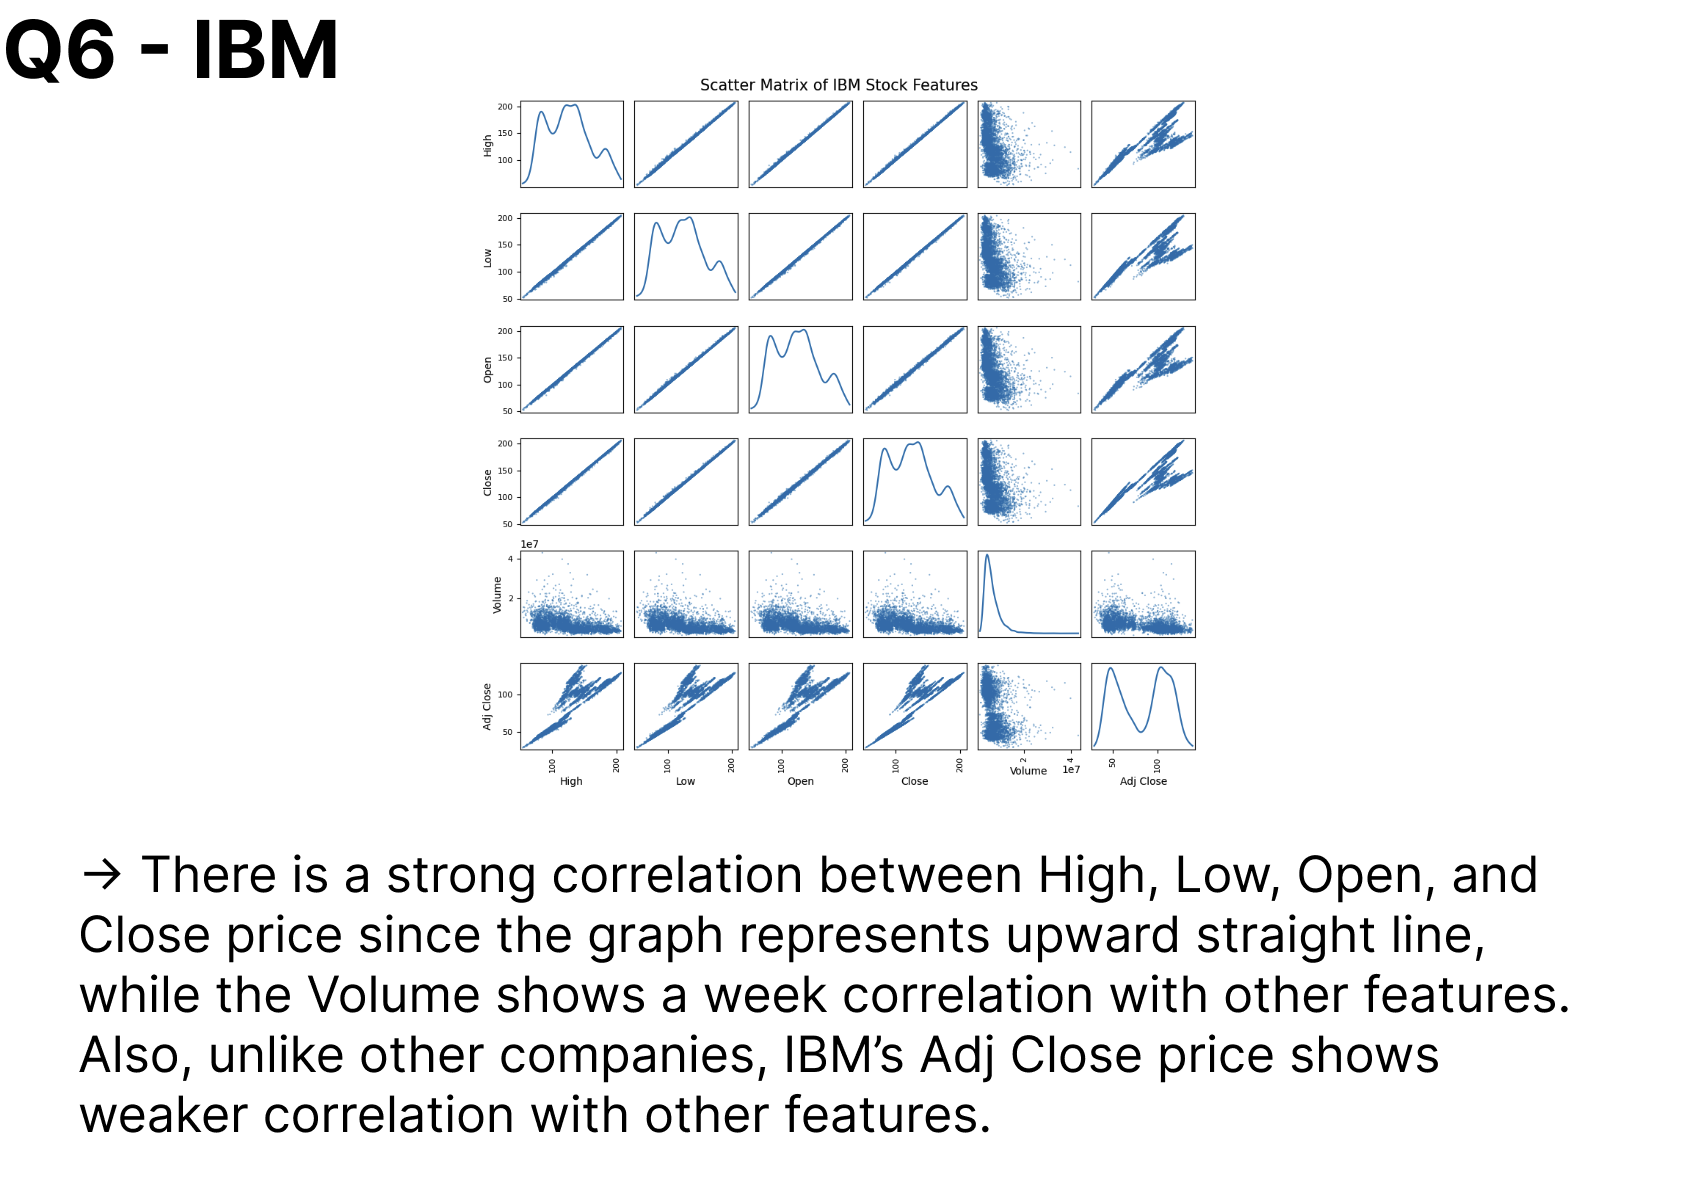 Q6 - IBM
Scatter Matrix of IBM Stock Features
200
150
100
High
200
150
100
50
Low
200
150
100
50
Open
200
150
100
50
Close
1e7
4
2
Volume
100
50
Adj Close
100
200
High
100
200
Low
100
200
Open
100
200
Close
2
4
Volume
1e7
50
100
Adj Close
→ There is a strong correlation between High, Low, Open, and
Close price since the graph represents upward straight line,
while the Volume shows a week correlation with other features.
Also, unlike other companies, IBM’s Adj Close price shows
weaker correlation with other features.